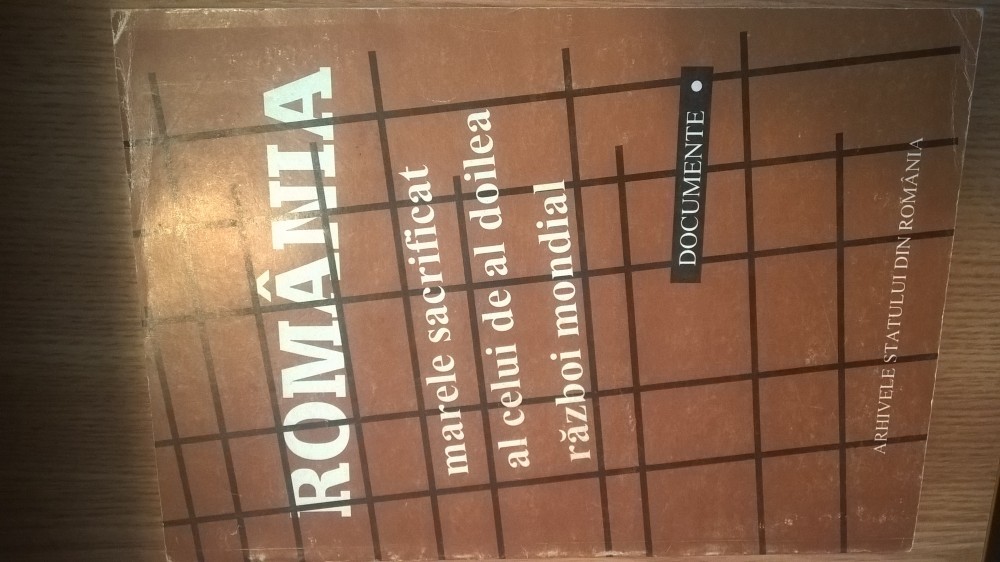 ROMÂNIA
marele sacrificat
al celui de al doilea
război mondial
DOCUMENTE
ARHIVELE STATULUI DIN ROMÂNIA